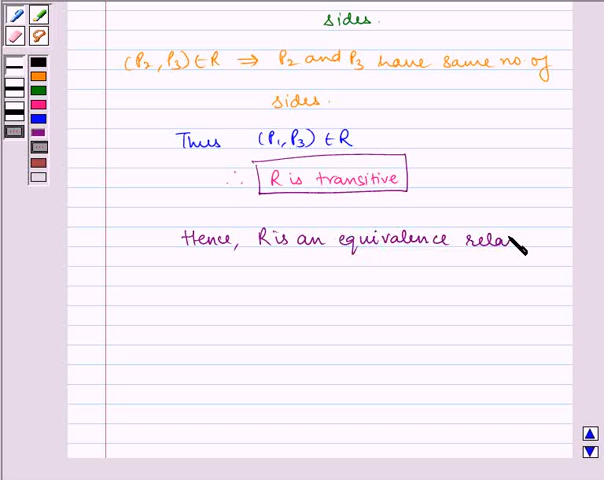 sides.
(P₂, P₃) ∈ R ⇒ P₂ and P₃ have same no of
sides.
Thus (P₁, P₃) ∈ R
∴ R is transitive
Hence, R is an equivalence rela